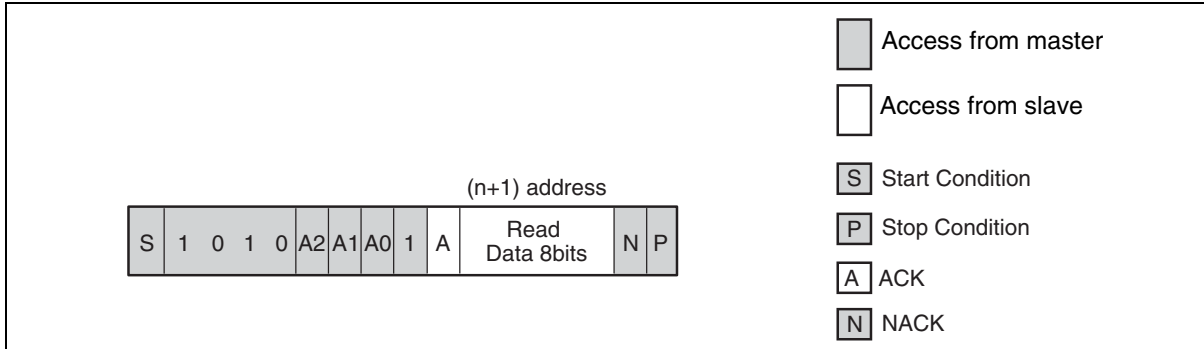 Access from master
Access from slave
(n+1) address
S 1 0 1 0 A2 A1 A0 1 A Read Data 8bits N P
S Start Condition
P Stop Condition
A ACK
N NACK